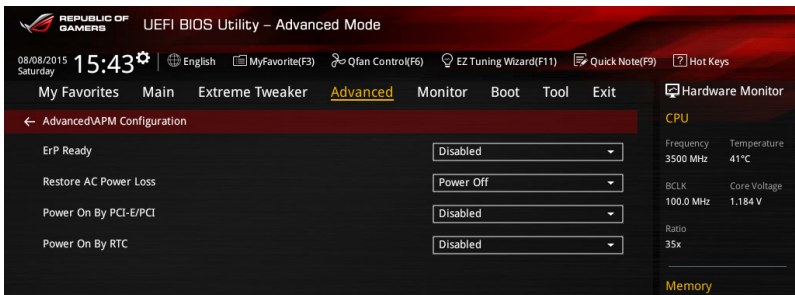 REPUBLIC OF
GAMERS
UEFI BIOS Utility – Advanced Mode
08/08/2015
Saturday
15:43
English
MyFavorite(F3)
Qfan Control(F6)
EZ Tuning Wizard(F11)
Quick Note(F9)
? Hot Keys
My Favorites Main Extreme Tweaker Advanced Monitor Boot Tool Exit
Hardware Monitor
← Advanced\APM Configuration
ErP Ready Disabled
Restore AC Power Loss Power Off
Power On By PCI-E/PCI Disabled
Power On By RTC Disabled
CPU
Frequency Temperature
3500 MHz 41°C
BCLK Core Voltage
100.0 MHz 1.184 V
Ratio
35x
Memory